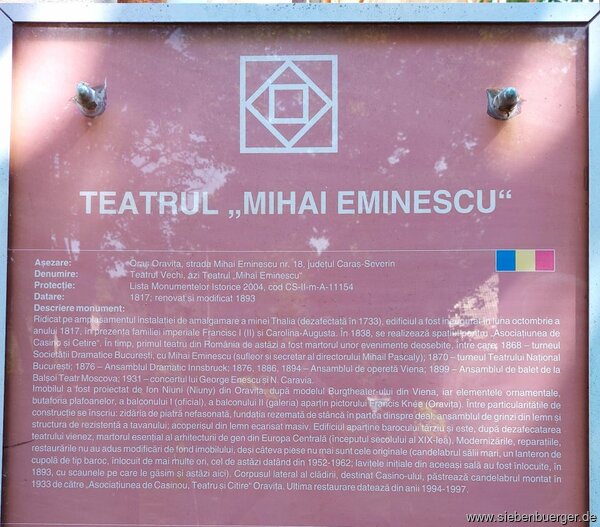 TEATRUL „MIHAI EMINESCU“
Așezare: Oraș Oravița, strada Mihai Eminescu nr. 18, județul Caraș-Severin
Denumire: Teatrul Vechi, azi Teatrul „Mihai Eminescu”
Protecție: Lista Monumentelor Istorice 2004, cod CS-II-m-A-11154
Datare: 1817; renovat și modificat 1893
Descriere monument:
Ridicat pe amplasamentul instalației de amalgamare a minei Thalia (dezafectată în 1733), edificiul a fost inaugurat în luna octombrie a
anului 1817, în prezența familiei imperiale Francisc I (II) și Carolina-Augusta. În 1838, se realizează spațiul pentru „Asociațiunea de
Casino și Cetire”. În timp, primul teatru din România de astăzi a fost martorul unor evenimente deosebite, între care: 1868 – turneul
Societății Dramatice București, cu Mihai Eminescu (sufleor și secretar al directorului Mihail Pascaly); 1870 – turneul Teatrului Național
București; 1876 – Ansamblul Dramatic Innsbruck; 1876, 1886, 1894 – Ansamblul de operetă Viena; 1899 – Ansamblul de balet de la
Balșoi Teatr Moscova; 1931 – concertul lui George Enescu și N. Caravia.
Imobilul a fost proiectat de Ion Niuni (Niuny) din Oravița, după modelul Burgtheater-ului din Viena, iar elementele ornamentale,
butaforia plafoanelor, a balconului I (oficial), a balconului II (galeria) aparțin pictorului Knee (Oravița). Între particularitățile de
construcție se înscriu: zidăria de piatră nefasonată, fundația rezemată de stâncă în partea dinspre deal; ansamblul de grinzi din lemn și
structura de rezistență a tavanului; acoperișul din lemn ecarisat masiv. Edificiul aparține barocului târziu și este, după dezafectarea
teatrului vienez, martorul esențial al arhitecturii de gen din Europa Centrală (începutul secolului al XIX-lea). Modernizările, reparațiile,
restaurările nu au adus modificări de fond imobilului, deși câteva piese nu mai sunt cele originale (candelabrul sălii mari, un lanteron de
cupolă de tip baroc, înlocuit de mai multe ori, cel de astăzi datând din 1952-1962; lavițele inițiale din aceeași sală au fost înlocuite, în
1893, cu scaunele pe care le găsim și astăzi aici). Corpusul lateral al clădirii, destinat Casino-ului, păstrează candelabrul montat în
1933 de către „Asociațiunea de Casinou, Teatru și Citire” Oravița. Ultima restaurare datează din anii 1994-1997.
www.siebenbuerger.de